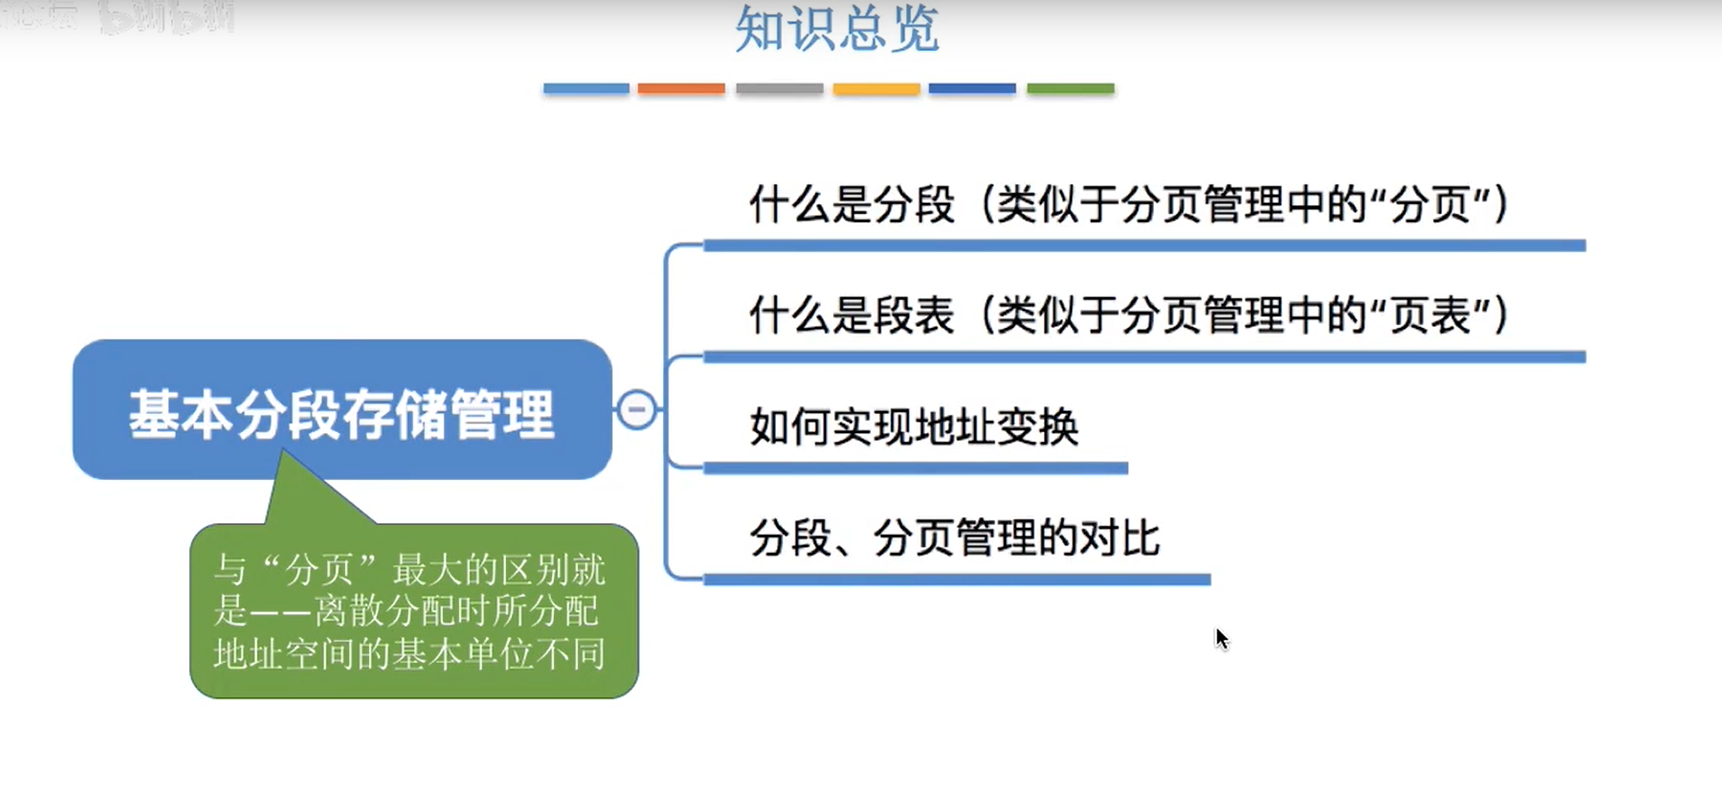 知识总览
什么是分段（类似于分页管理中的“分页”）
什么是段表（类似于分页管理中的“页表”）
基本分段存储管理
如何实现地址变换
分段、分页管理的对比
与“分页”最大的区别就
是——离散分配时所分配
地址空间的基本单位不同